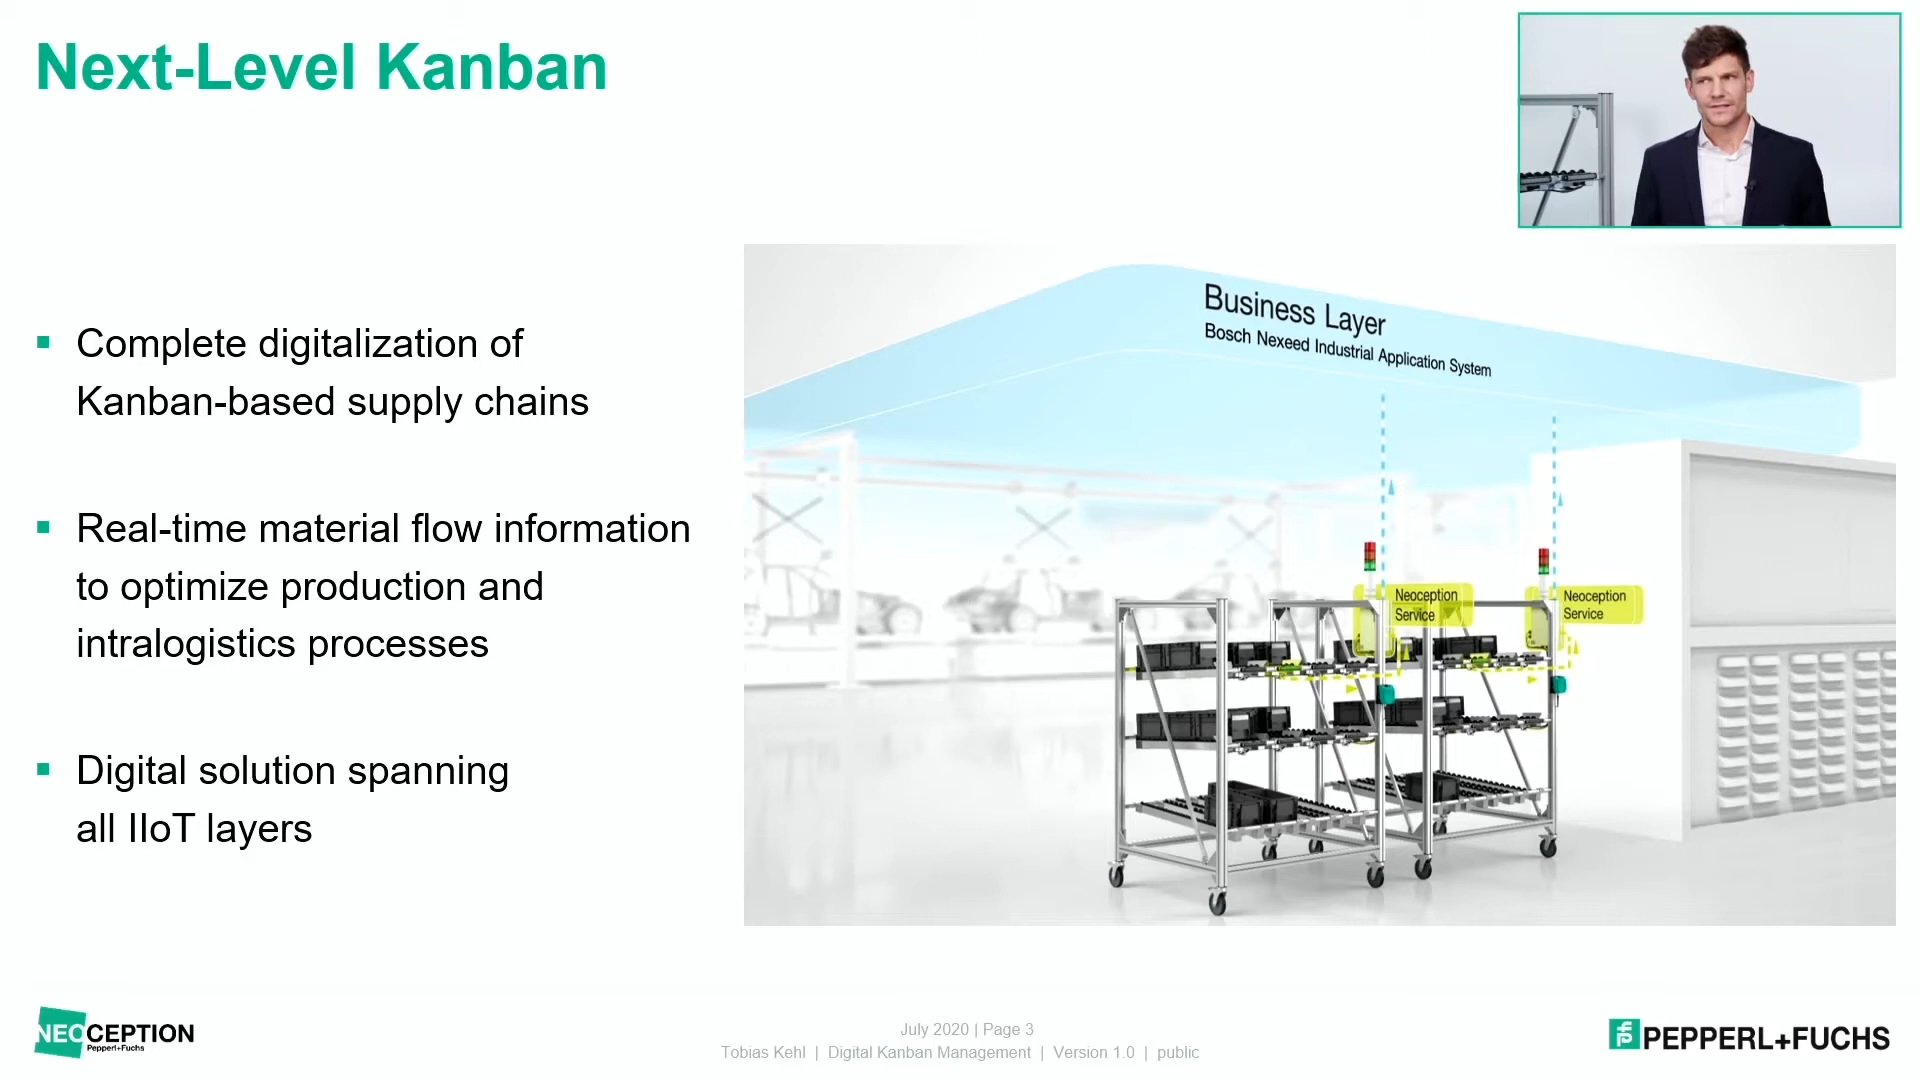 Next-Level Kanban
Complete digitalization of
Kanban-based supply chains
Real-time material flow information
to optimize production and
intralogistics processes
Digital solution spanning
all IIoT layers
Business Layer
Bosch Nexeed Industrial Application System
Neoception
Service
Neoception
Service
NEOCEPTION
Pepperl+Fuchs
July 2020 | Page 3
Tobias Kehl | Digital Kanban Management | Version 1.0 | public
PEPPERL+FUCHS